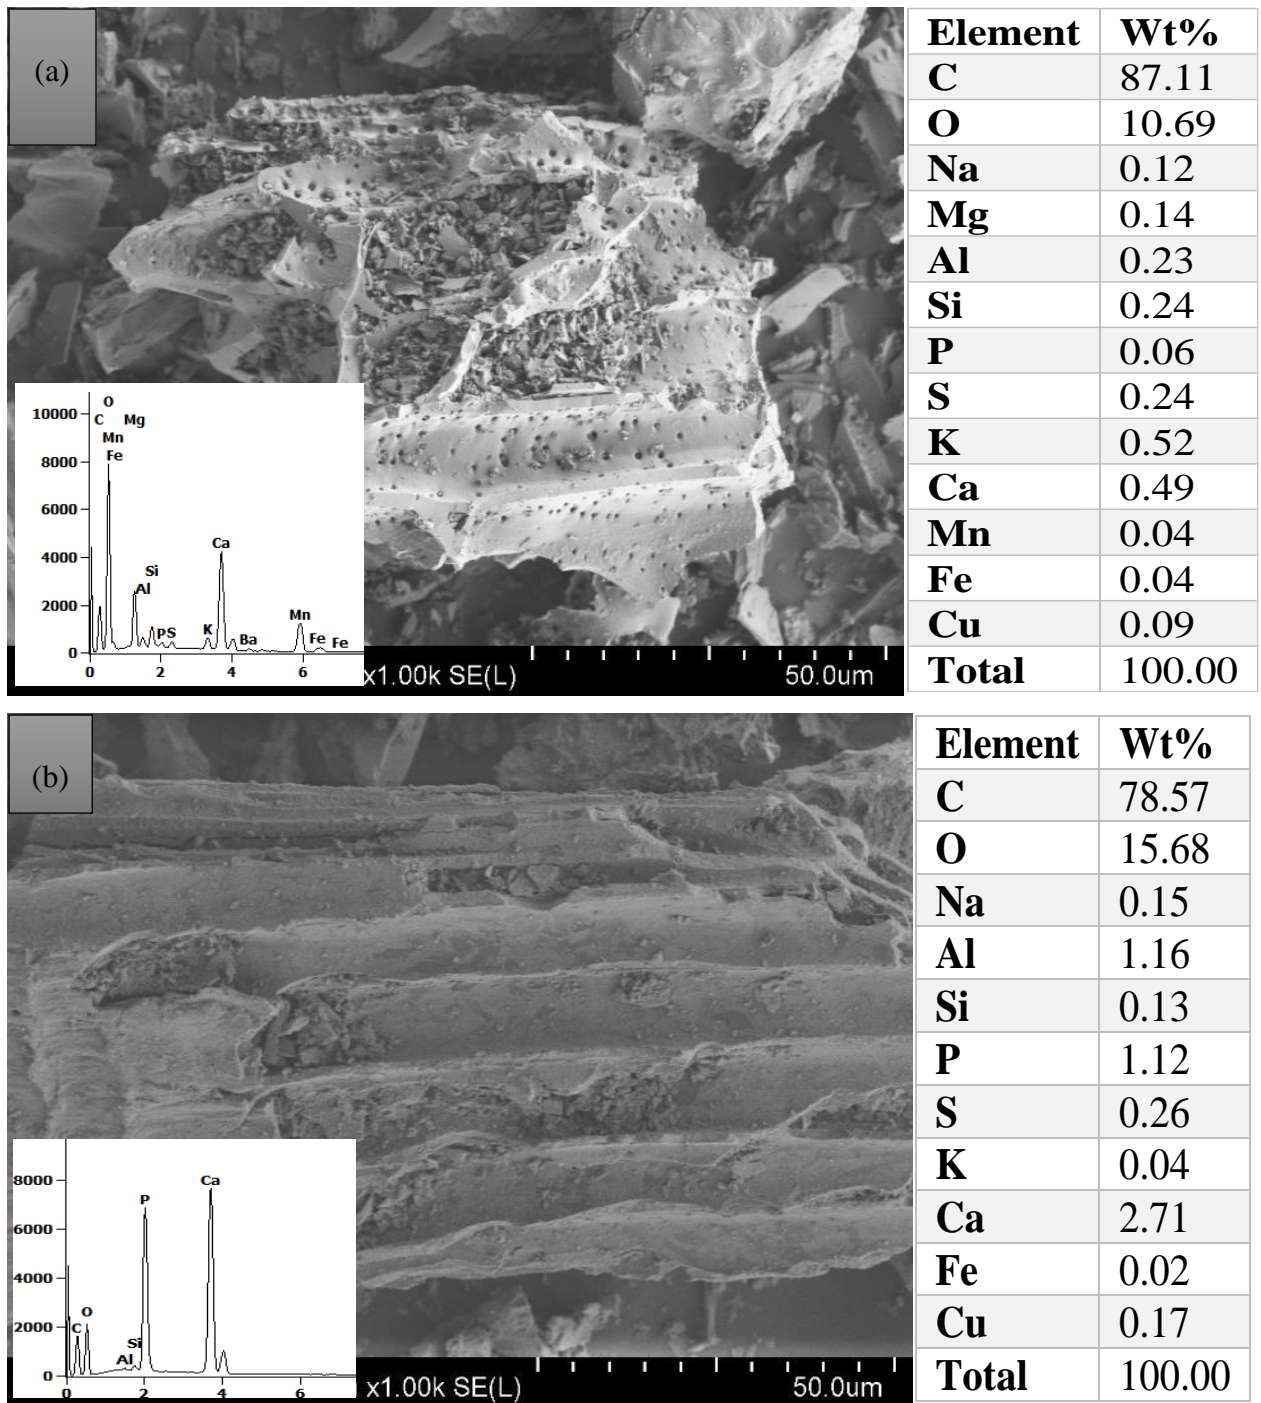 (a)
10000
8000
6000
4000
2000
0
O
C Mg
Mn
Fe
Si
Al
P S
K
Ca
Ba
Mn
Fe
Fe
0 2 4 6
x1.00k SE(L) 50.0um
Element Wt%
C 87.11
O 10.69
Na 0.12
Mg 0.14
Al 0.23
Si 0.24
P 0.06
S 0.24
K 0.52
Ca 0.49
Mn 0.04
Fe 0.04
Cu 0.09
Total 100.00
(b)
8000
6000
4000
2000
0
C
O
Al
Si
P
Ca
0 2 4 6
x1.00k SE(L) 50.0um
Element Wt%
C 78.57
O 15.68
Na 0.15
Al 1.16
Si 0.13
P 1.12
S 0.26
K 0.04
Ca 2.71
Fe 0.02
Cu 0.17
Total 100.00